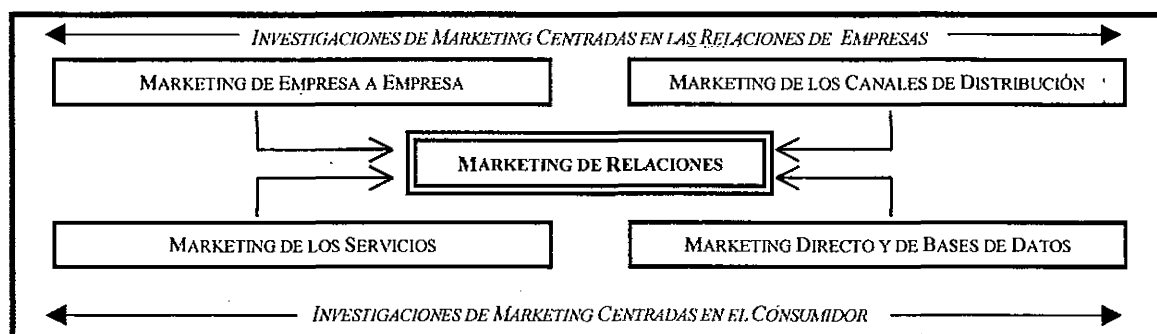 INVESTIGACIONES DE MARKETING CENTRADAS EN LAS RELACIONES DE EMPRESAS
MARKETING DE EMPRESA A EMPRESA
MARKETING DE LOS CANALES DE DISTRIBUCIÓN
MARKETING DE RELACIONES
MARKETING DE LOS SERVICIOS
MARKETING DIRECTO Y DE BASES DE DATOS
INVESTIGACIONES DE MARKETING CENTRADAS EN EL CONSUMIDOR